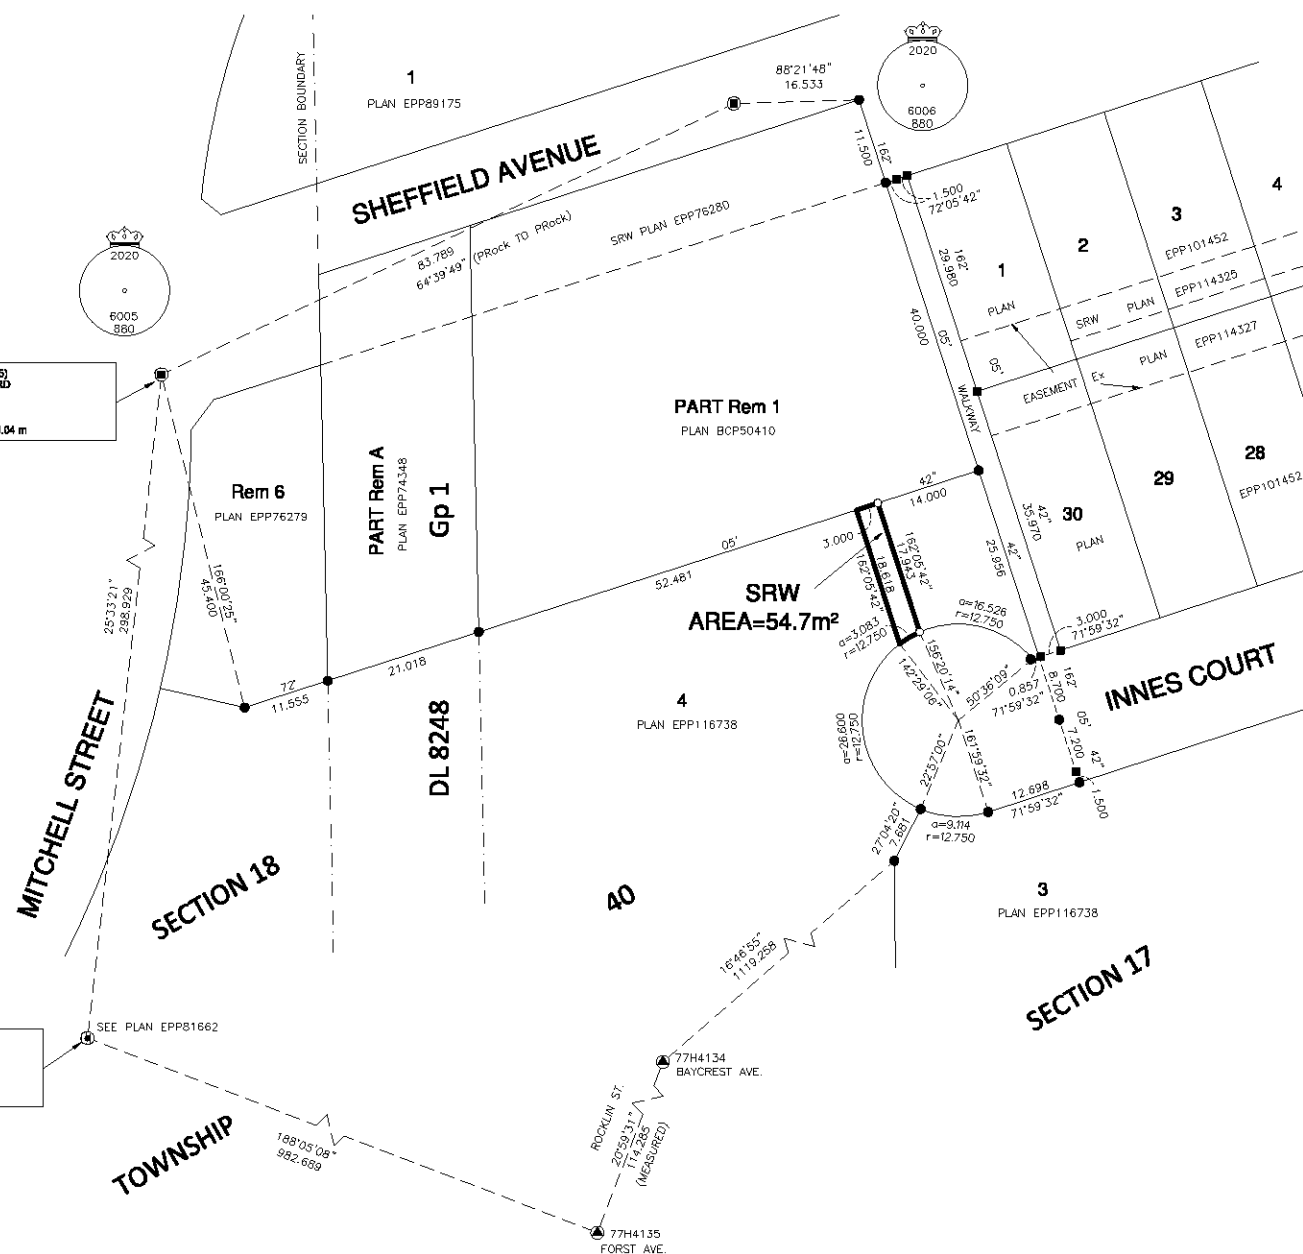 SECTION BOUNDARY
1
PLAN EPP89175
88°21'48"
16.533
2020
6006
880
SHEFFIELD AVENUE
11.500
162°
1.500
72°05'42"
SRW PLAN EPP76280
83.789
64°39'49" (PRock TO PRock)
2020
6005
880
.04 m
162°
29.980
05'
40.000
05'
WALKWAY
1
PLAN
2
3
EPP101452
4
SRW PLAN EPP114325
EASEMENT Ex PLAN EPP114327
PART Rem 1
PLAN BCP50410
Rem 6
PLAN EPP76279
PART Rem A
PLAN EPP74348
Gp 1
42"
14.000
29
28
EPP101452
30
PLAN
42"
35.970
42"
25.956
3.000
05'
52.481
162°05'42"
17.943
18.618
162°05'42"
SRW
AREA=54.7m²
a=3.083
r=12.750
a=16.526
r=12.750
3.000
71°59'32"
25°33'21"
298.929
166°00'25"
45.400
21.018
72°
11.555
142°29'06"
156°20'14"
50°36'09"
0.857
71°59'32"
162°
8.700
05'
7.200
42"
1.500
INNES COURT
4
PLAN EPP116738
DL 8248
a=26.600
r=12.750
22°57'00"
161°59'32"
12.698
71°59'32"
a=9.114
r=12.750
27°04'20"
7.681
MITCHELL STREET
SECTION 18
40
3
PLAN EPP116738
16°46'55"
1119.258
SECTION 17
SEE PLAN EPP81662
77H4134
BAYCREST AVE.
ROCKLIN ST.
20°59'31"
114.285
(MEASURED)
TOWNSHIP
188°05'08"
982.689
77H4135
FORST AVE.